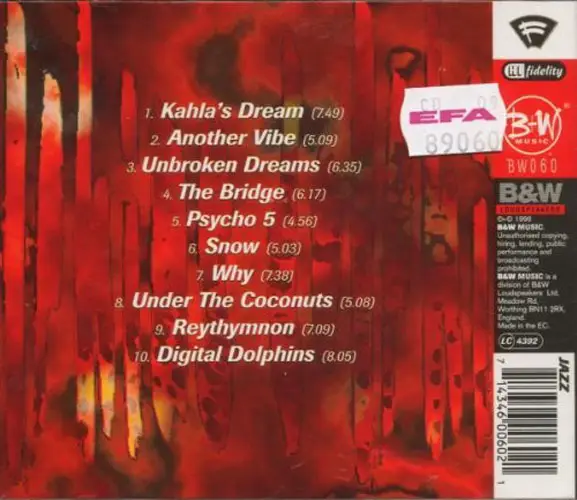 1. Kahla's Dream (7.49)
2. Another Vibe (5.09)
3. Unbroken Dreams (6.35)
4. The Bridge (6.17)
5. Psycho 5 (4.56)
6. Snow (5.03)
7. Why (7.38)
8. Under The Coconuts (5.08)
9. Reythymnon (7.09)
10. Digital Dolphins (8.05)
EFA
89060
fidelity
B+W
MUSIC
®
BW060
B&W
LOUDSPEAKERS
B&W MUSIC.
Unauthorised copying,
hiring, lending, public
performance and
broadcasting
prohibited.
B&W MUSIC is a
division of B&W
Loudspeakers Ltd,
Meadow Rd,
Worthing BN11 2RX,
England.
Made in the EC.
LC 4392
JAZZ
7 14346 00602 1